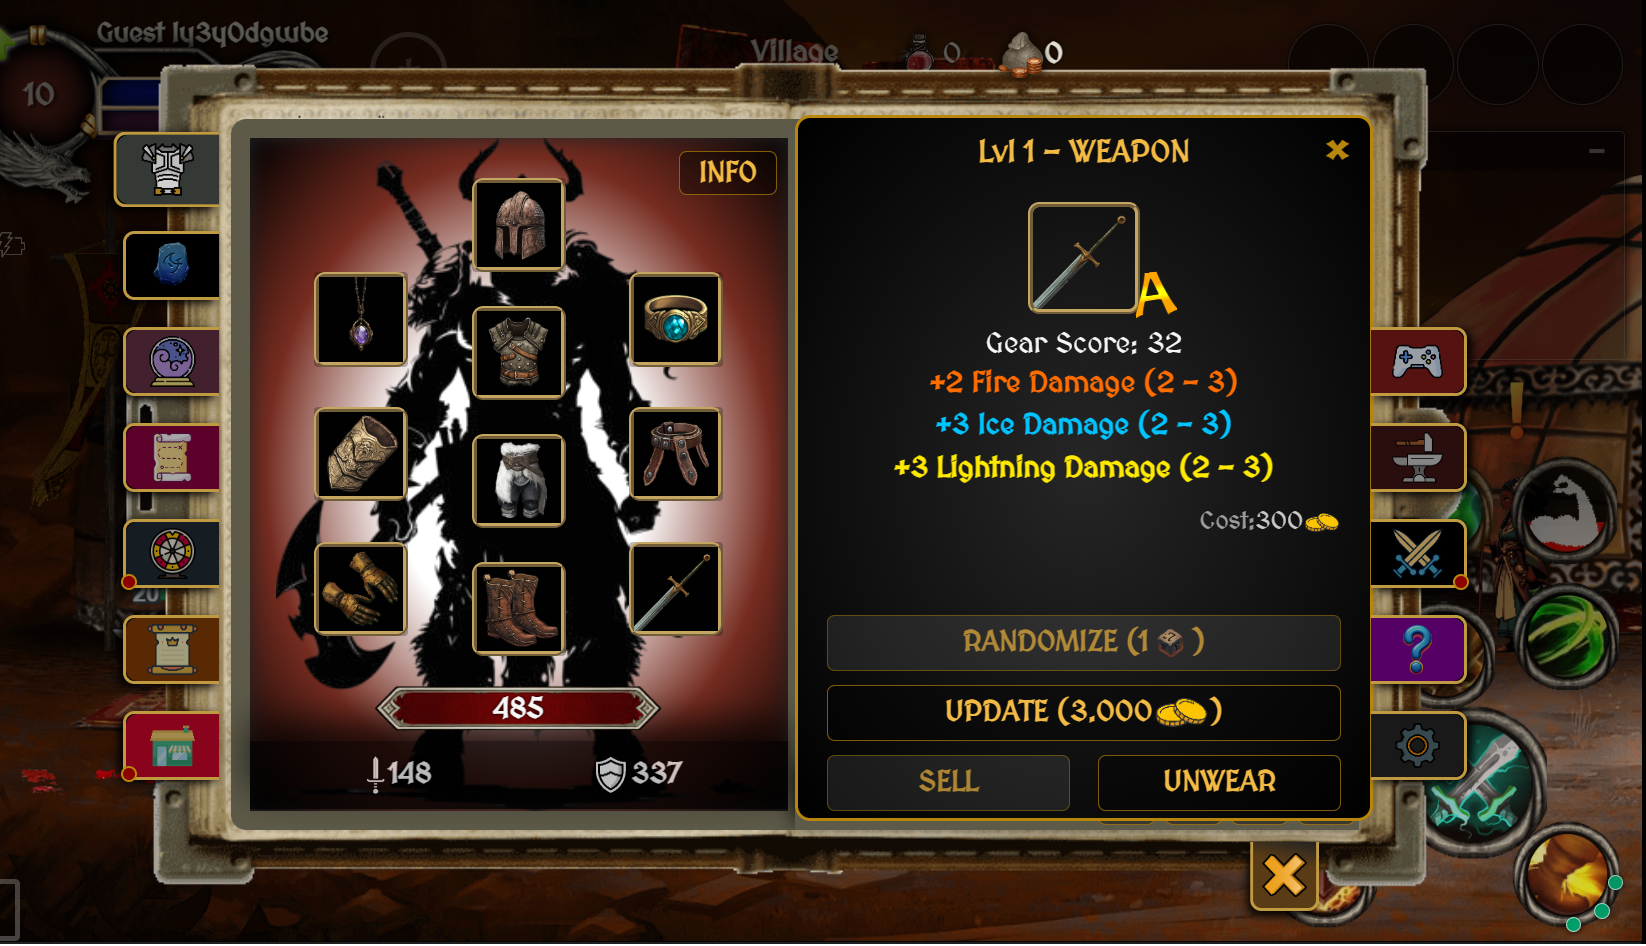 Guest ly3y0dgwbe
10
Village
0
0
INFO
485
148
337
Lvl 1 - WEAPON
A
Gear Score: 32
+2 Fire Damage (2 - 3)
+3 Ice Damage (2 - 3)
+3 Lightning Damage (2 - 3)
Cost:300
RANDOMIZE (1 )
UPDATE (3,000 )
SELL
UNWEAR
20